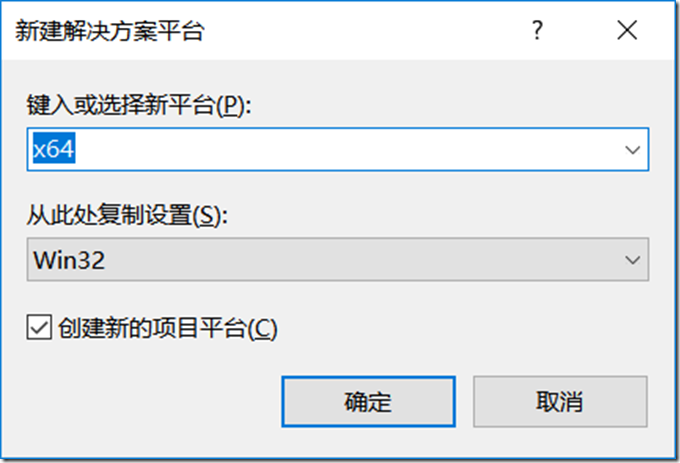 新建解决方案平台
键入或选择新平台(P):
x64
从此处复制设置(S):
Win32
创建新的项目平台(C)
确定 取消